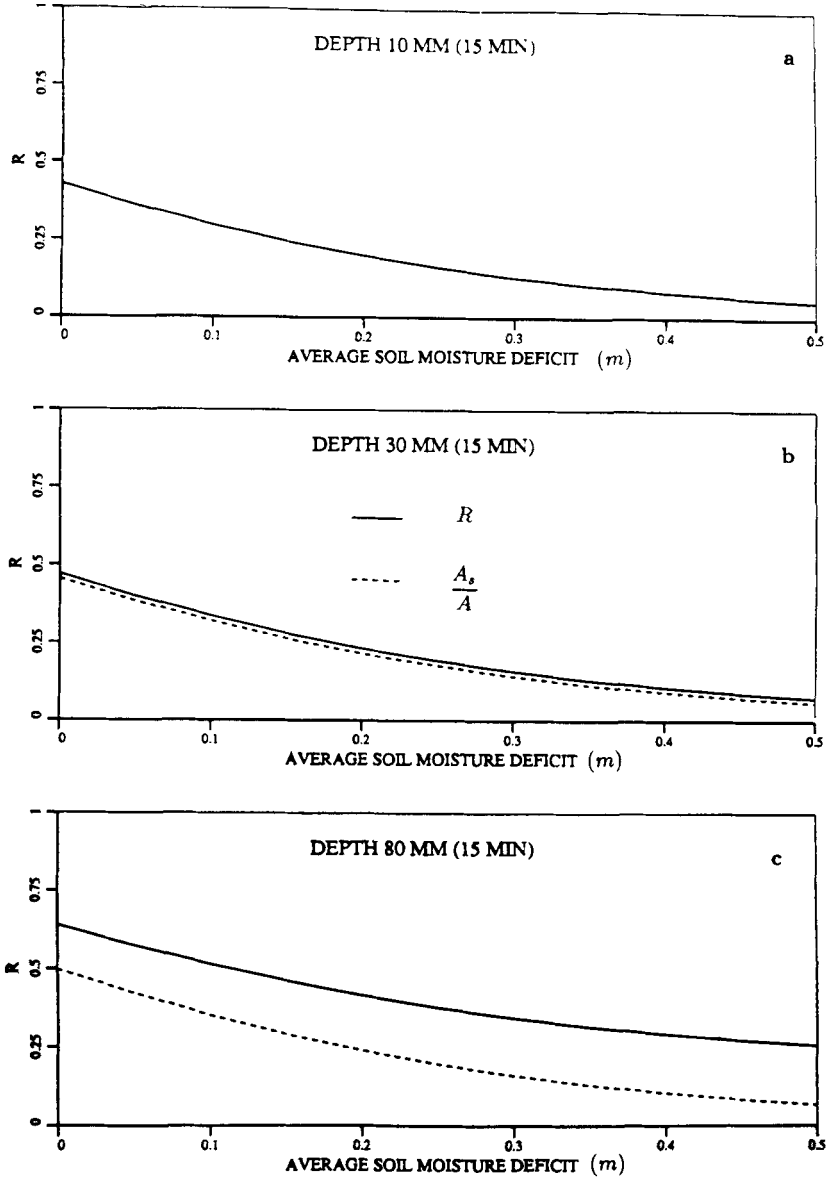 DEPTH 10 MM (15 MIN)
a
R
1
0.75
0.5
0.25
0
0 0.1 0.2 0.3 0.4 0.5
AVERAGE SOIL MOISTURE DEFICIT (m)
DEPTH 30 MM (15 MIN)
b
R
A_s
A
R
1
0.75
0.5
0.25
0
0 0.1 0.2 0.3 0.4 0.5
AVERAGE SOIL MOISTURE DEFICIT (m)
DEPTH 80 MM (15 MIN)
c
R
1
0.75
0.5
0.25
0
0 0.1 0.2 0.3 0.4 0.5
AVERAGE SOIL MOISTURE DEFICIT (m)